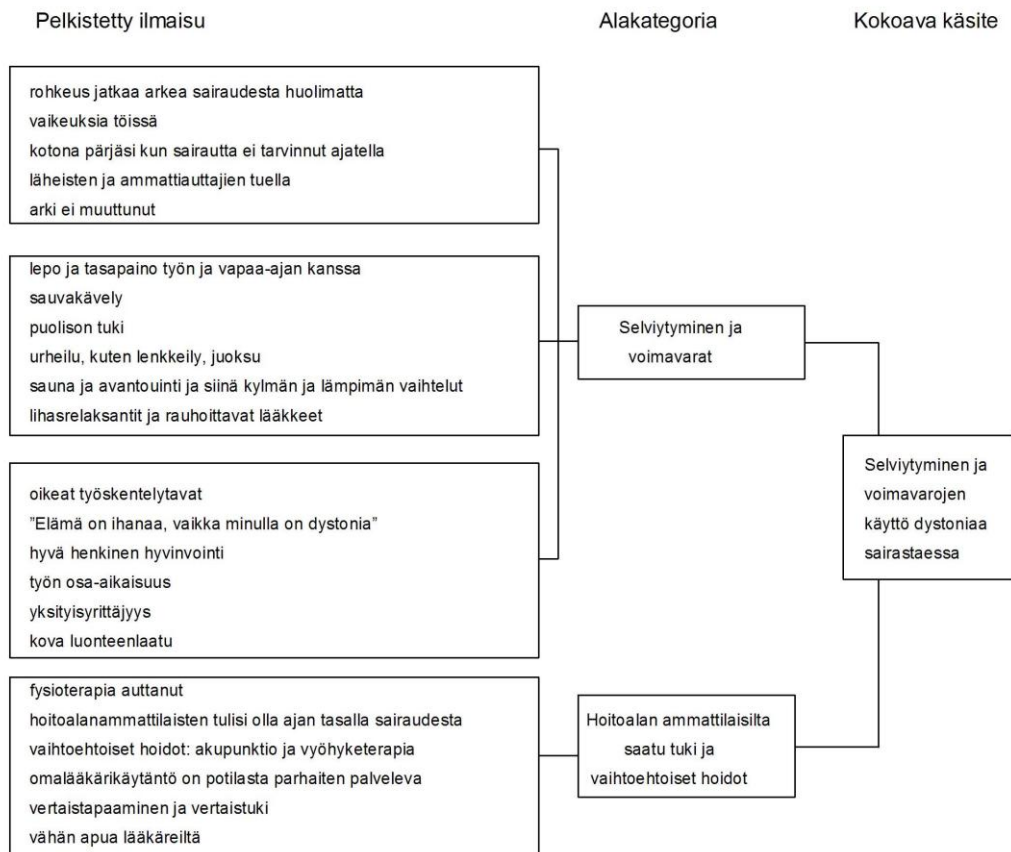 Pelkistetty ilmaisu
Alakategoria
Kokoava käsite
rohkeus jatkaa arkea sairaudesta huolimatta
vaikeuksia töissä
kotona pärjäsi kun sairautta ei tarvinnut ajatella
läheisten ja ammattiauttajien tuella
arki ei muuttunut
lepo ja tasapaino työn ja vapaa-ajan kanssa
sauvakävely
puolison tuki
urheilu, kuten lenkkeily, juoksu
sauna ja avantouinti ja siinä kylmän ja lämpimän vaihtelut
lihasrelaksantit ja rauhoittavat lääkkeet
oikeat työskentelytavat
”Elämä on ihanaa, vaikka minulla on dystonia”
hyvä henkinen hyvinvointi
työn osa-aikaisuus
yksityisyrittäjyys
kova luonteenlaatu
fysioterapia auttanut
hoitoalanammattilaisten tulisi olla ajan tasalla sairaudesta
vaihtoehtoiset hoidot: akupunktio ja vyöhyketerapia
omalääkärikäytäntö on potilasta parhaiten palveleva
vertaistapaaminen ja vertaistuki
vähän apua lääkäreiltä
Selviytyminen ja
voimavarat
Hoitoalan ammattilaisilta
saatu tuki ja
vaihtoehtoiset hoidot
Selviytyminen ja
voimavarojen
käyttö dystoniaa
sairastaessa